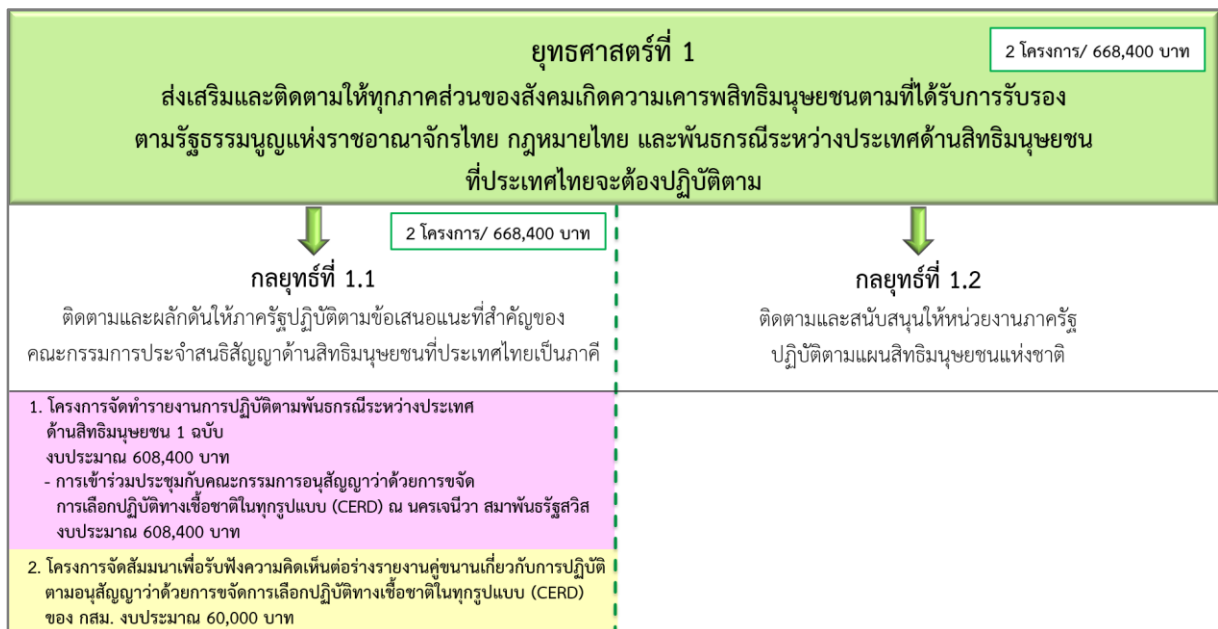 ยุทธศาสตร์ที่ 1
2 โครงการ/ 668,400 บาท
ส่งเสริมและติดตามให้ทุกภาคส่วนของสังคมเกิดความเคารพสิทธิมนุษยชนตามที่ได้รับการรับรอง
ตามรัฐธรรมนูญแห่งราชอาณาจักรไทย กฎหมายไทย และพันธกรณีระหว่างประเทศด้านสิทธิมนุษยชน
ที่ประเทศไทยจะต้องปฏิบัติตาม
2 โครงการ/ 668,400 บาท
กลยุทธ์ที่ 1.1
ติดตามและผลักดันให้ภาครัฐปฏิบัติตามข้อเสนอแนะที่สำคัญของ
คณะกรรมการประจำสนธิสัญญาด้านสิทธิมนุษยชนที่ประเทศไทยเป็นภาคี
กลยุทธ์ที่ 1.2
ติดตามและสนับสนุนให้หน่วยงานภาครัฐ
ปฏิบัติตามแผนสิทธิมนุษยชนแห่งชาติ
1. โครงการจัดทำรายงานการปฏิบัติตามพันธกรณีระหว่างประเทศ
ด้านสิทธิมนุษยชน 1 ฉบับ
งบประมาณ 608,400 บาท
- การเข้าร่วมประชุมกับคณะกรรมการอนุสัญญาว่าด้วยการขจัด
การเลือกปฏิบัติทางเชื้อชาติในทุกรูปแบบ (CERD) ณ นครเจนีวา สมาพันธรัฐสวิส
งบประมาณ 608,400 บาท
2. โครงการจัดสัมมนาเพื่อรับฟังความคิดเห็นต่อร่างรายงานคู่ขนานเกี่ยวกับการปฏิบัติ
ตามอนุสัญญาว่าด้วยการขจัดการเลือกปฏิบัติทางเชื้อชาติในทุกรูปแบบ (CERD)
ของ กสม. งบประมาณ 60,000 บาท